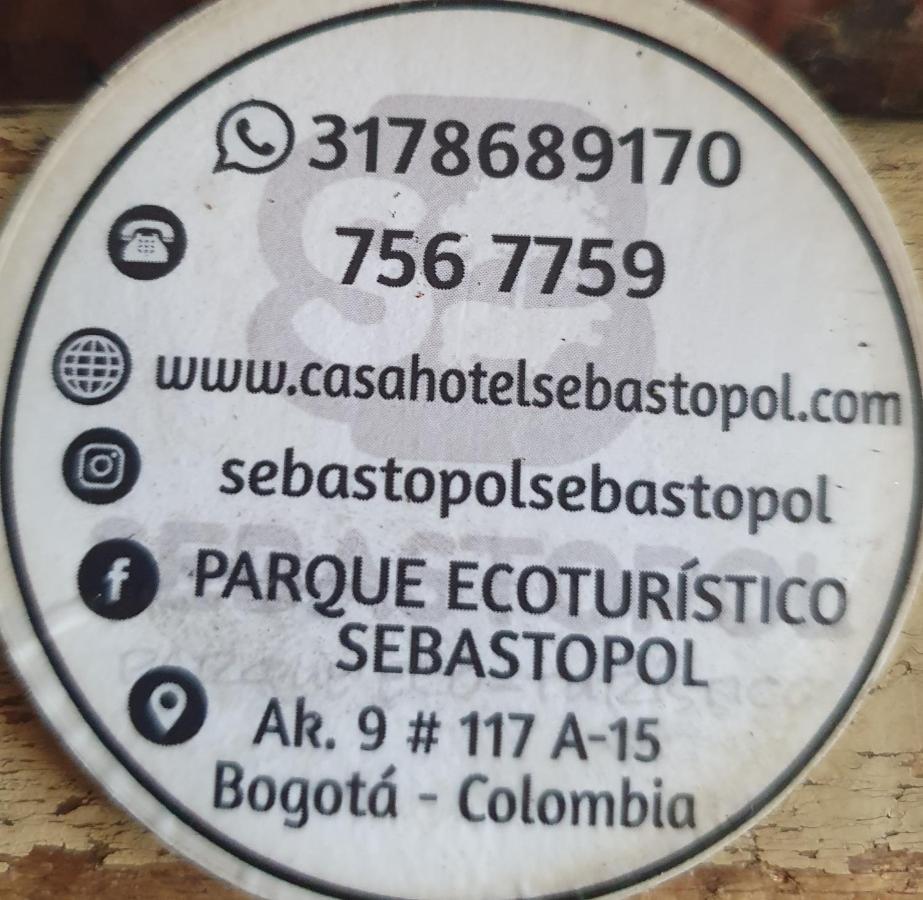 3178689170
756 7759
www.casahotelsebastopol.com
sebastopolsebastopol
PARQUE ECOTURÍSTICO
SEBASTOPOL
Ak. 9 # 117 A-15
Bogotá - Colombia